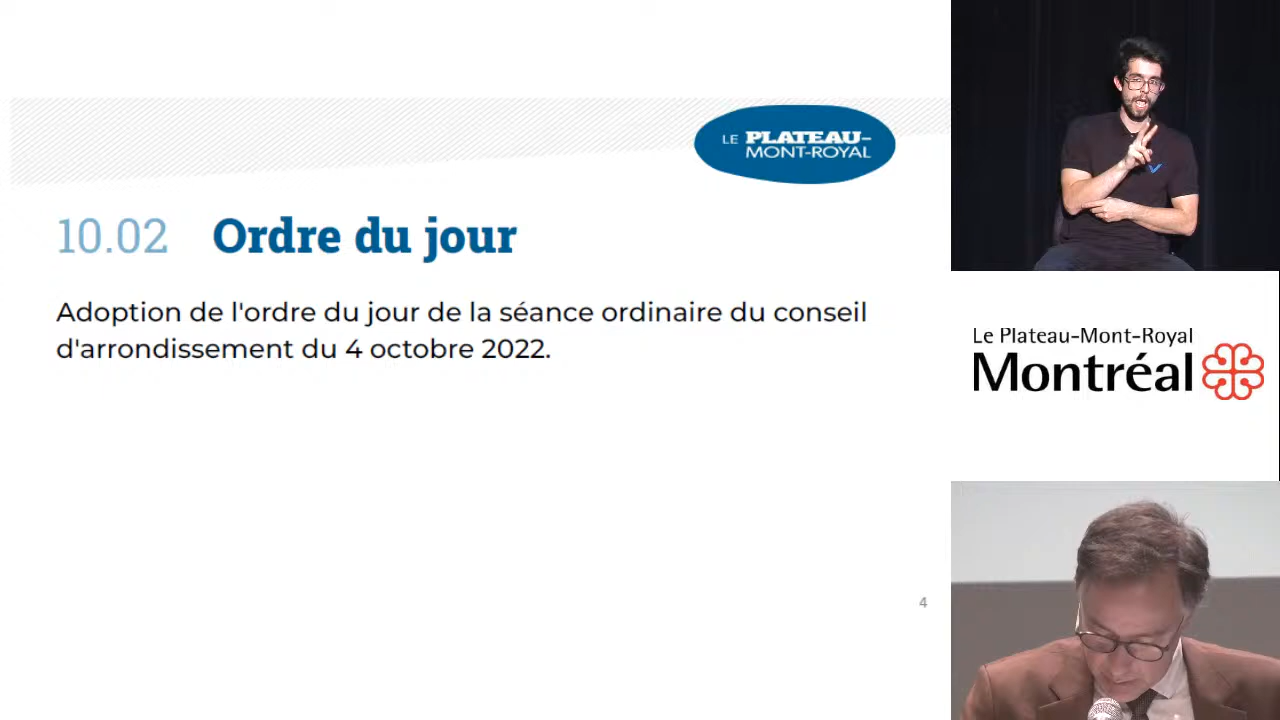 LE PLATEAU-
MONT-ROYAL
10.02 Ordre du jour
Adoption de l'ordre du jour de la séance ordinaire du conseil
d'arrondissement du 4 octobre 2022.
4
Le Plateau-Mont-Royal
Montréal